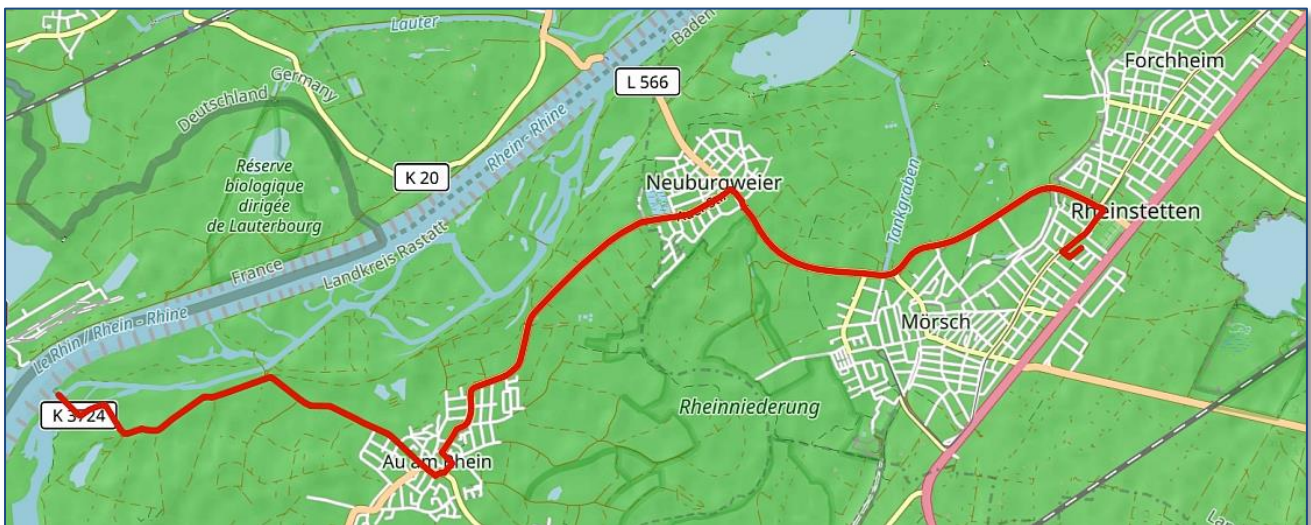 Lauter
Baden
Forchheim
L 566
Germany
Deutschland
Rhein - Rhine
Réserve
biologique
dirigée
de Lauterbourg
K 20
Neuburgweier
Rheinstetten
Tankgraben
France
Landkreis Rastatt
Le Rhin / Rhein - Rhine
Mörsch
K 3724
Rheinniederung
Au am Rhein